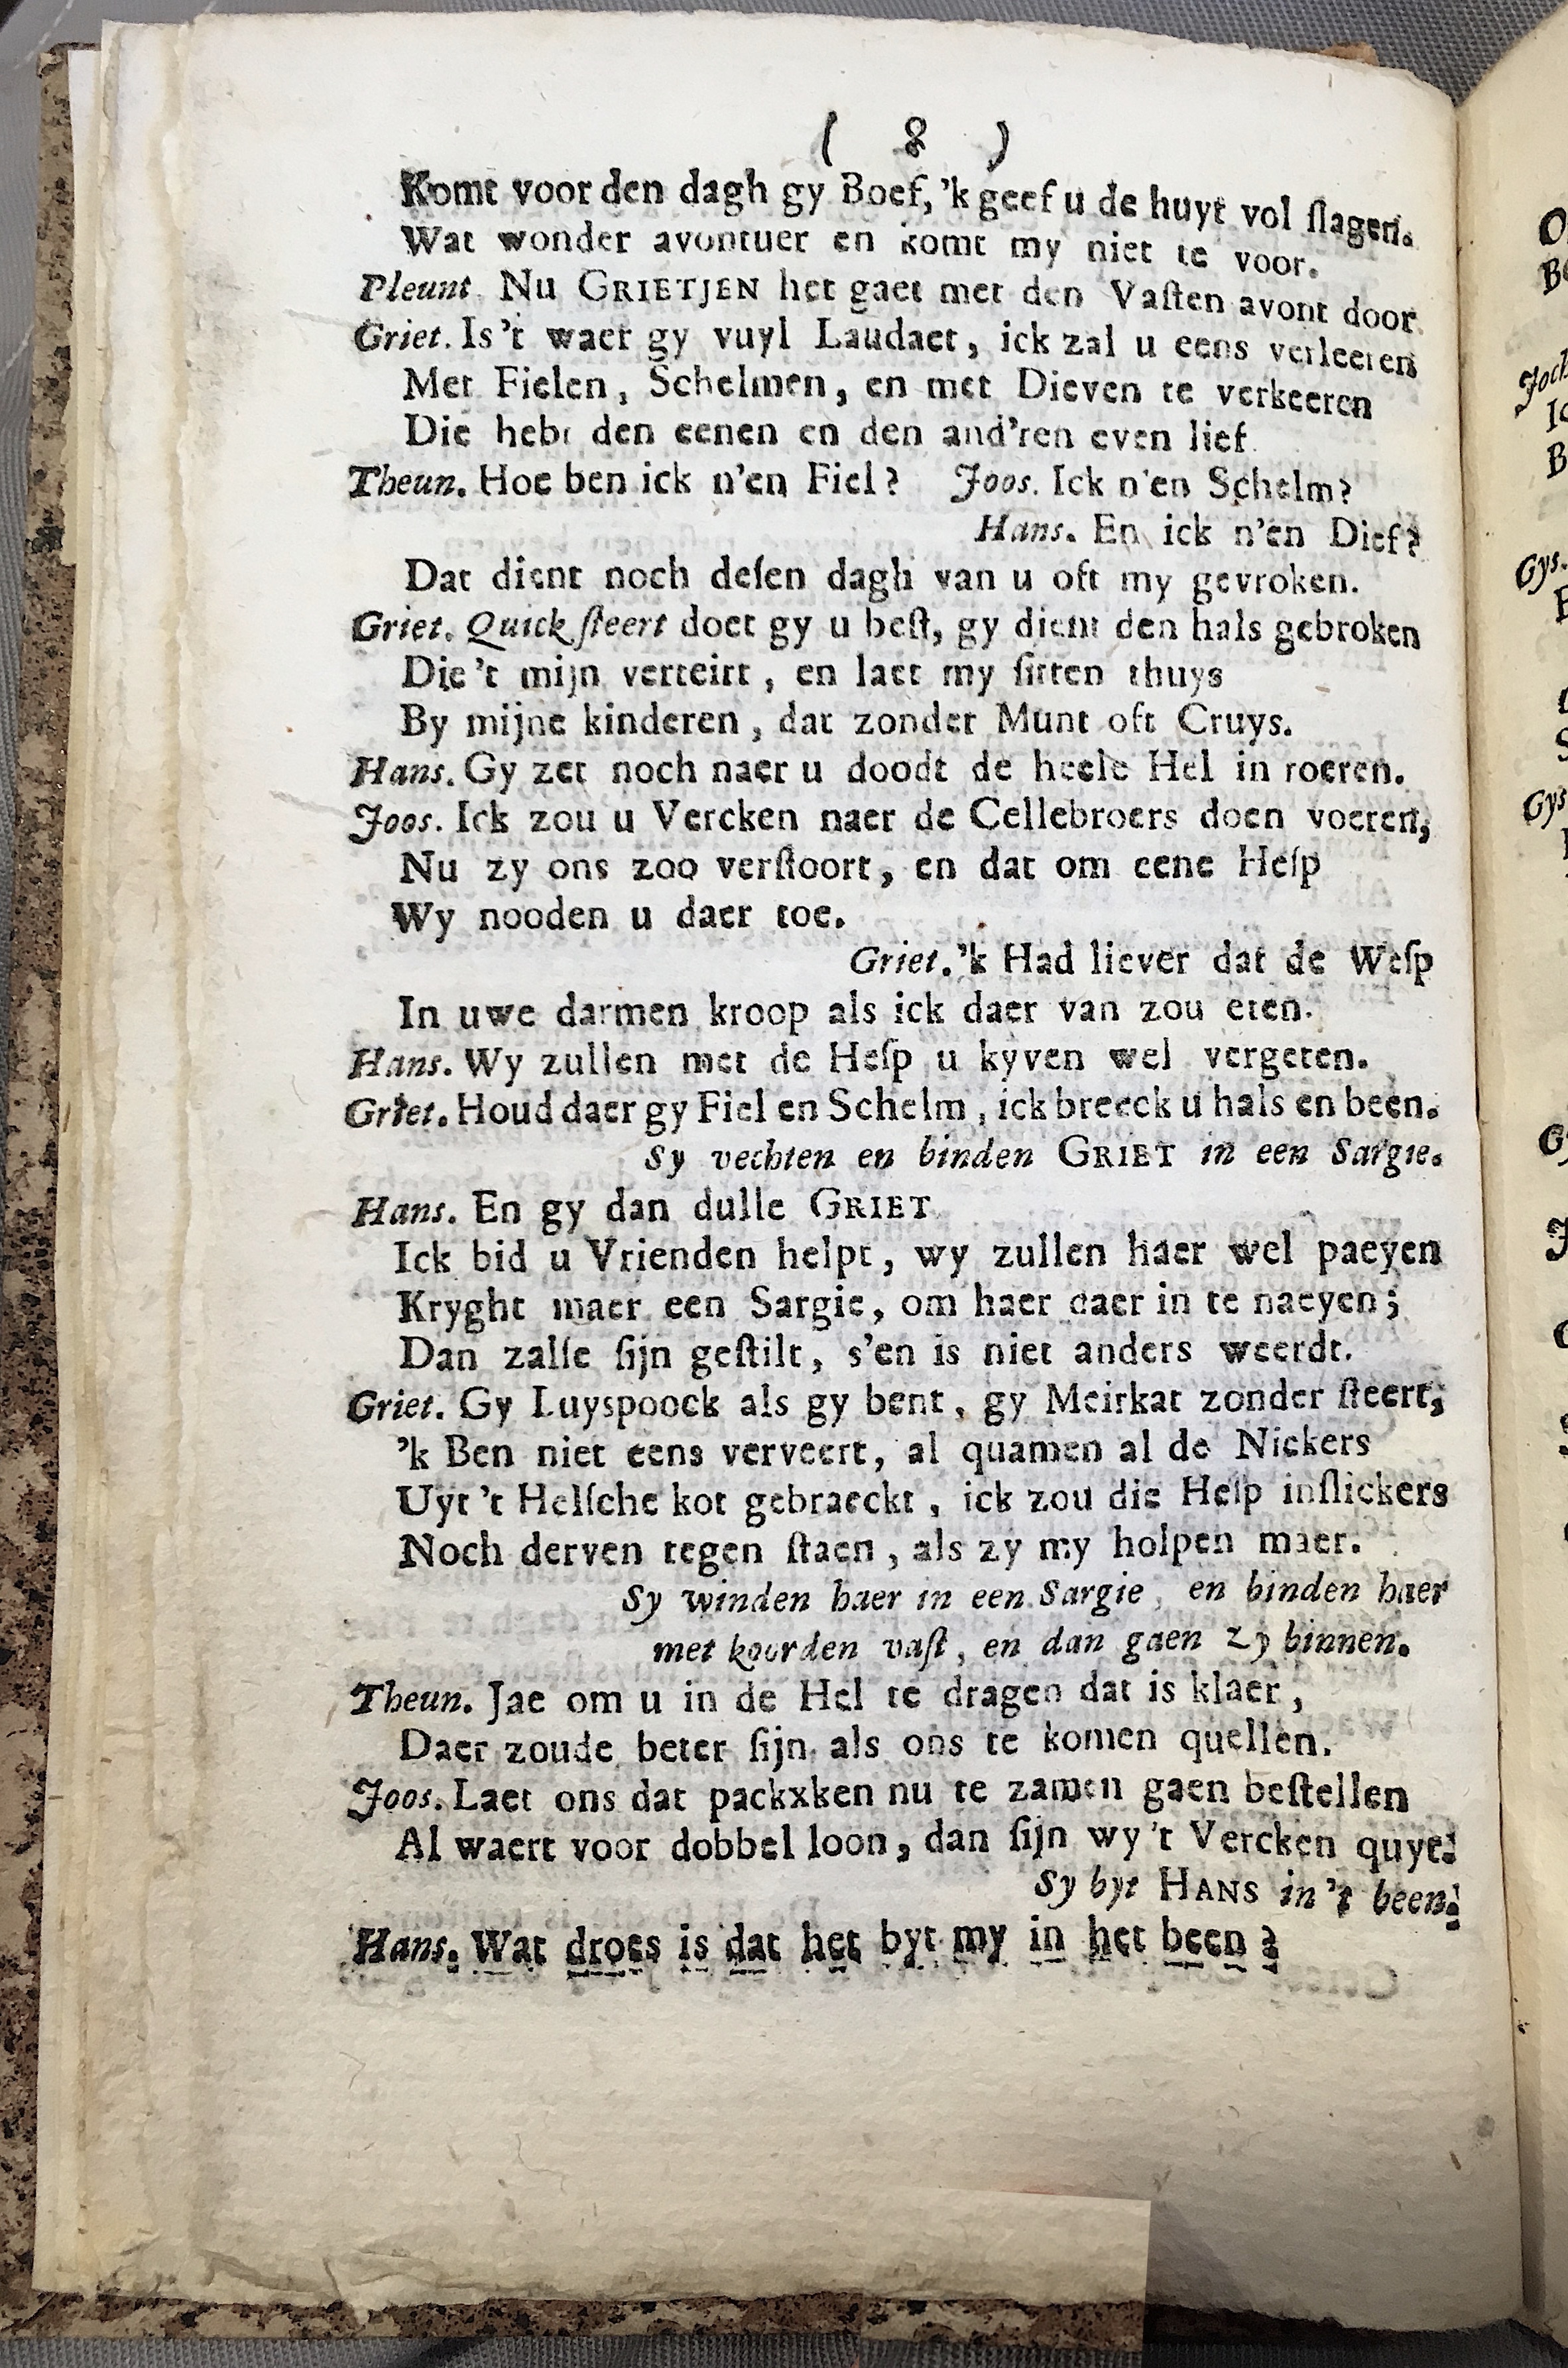 ( 8 )
Komt voor den dagh gy Boef, 'k geef u de huyt vol ſlagen.
Wat wonder avontuer en komt my niet te voor.
Pleunt. Nu GRIETJEN het gaet met den Vaſten avont door
Griet. Is't waer gy vuyl Laudaet, ick zal u eens verleeren
Met Fielen, Schelmen, en met Dieven te verkeeren
Die hebt den eenen en den and'ren even lief.
Theun. Hoe ben ick n'en Fiel? Joos. Ick n'en Schelm?
Hans. En ick n'en Dief?
Dat dient noch deſen dagh van u oft my gevroken.
Griet. Quickſteert doet gy u beſt, gy dient den hals gebroken
Die 't mijn verteirt, en laet my ſitten thuys
By mijne kinderen, dat zonder Munt oft Cruys.
Hans. Gy zet noch naer u doodt de heele Hel in roeren.
Joos. Ick zou u Vercken naer de Cellebroers doen voeren,
Nu zy ons zoo verſtoort, en dat om eene Heſp
Wy nooden u daer toe.
Griet. 'k Had liever dat de Weſp
In uwe darmen kroop als ick daer van zou eten.
Hans. Wy zullen met de Heſp u kyven wel vergeten.
Griet. Houd daer gy Fiel en Schelm, ick breeck u hals en been.
Sy vechten en binden GRIET in een Sargie.
Hans. En gy dan dulle GRIET
Ick bid u Vrienden helpt, wy zullen haer wel paeyen
Kryght maer een Sargie, om haer daer in te naeyen;
Dan zalſe ſijn geſtilt, s'en is niet anders weerdt.
Griet. Gy Luyspoock als gy bent, gy Meirkat zonder ſteert,
'k Ben niet eens verveert, al quamen al de Nickers
Uyt 't Helſche kot gebraeckt, ick zou die Heſp inſlickers
Noch derven tegen ſtaen, als zy my holpen maer.
Sy winden haer in een Sargie, en binden haer
met koorden vaſt, en dan gaen zy binnen.
Theun. Jae om u in de Hel te dragen dat is klaer,
Daer zoude beter ſijn als ons te komen quellen.
Joos. Laet ons dat packxken nu te zamen gaen beſtellen
Al waert voor dobbel loon, dan ſijn wy 't Vercken quyt.
Sy byt HANS in 't been.
Hans. Wat droes is dat het byt my in het been?